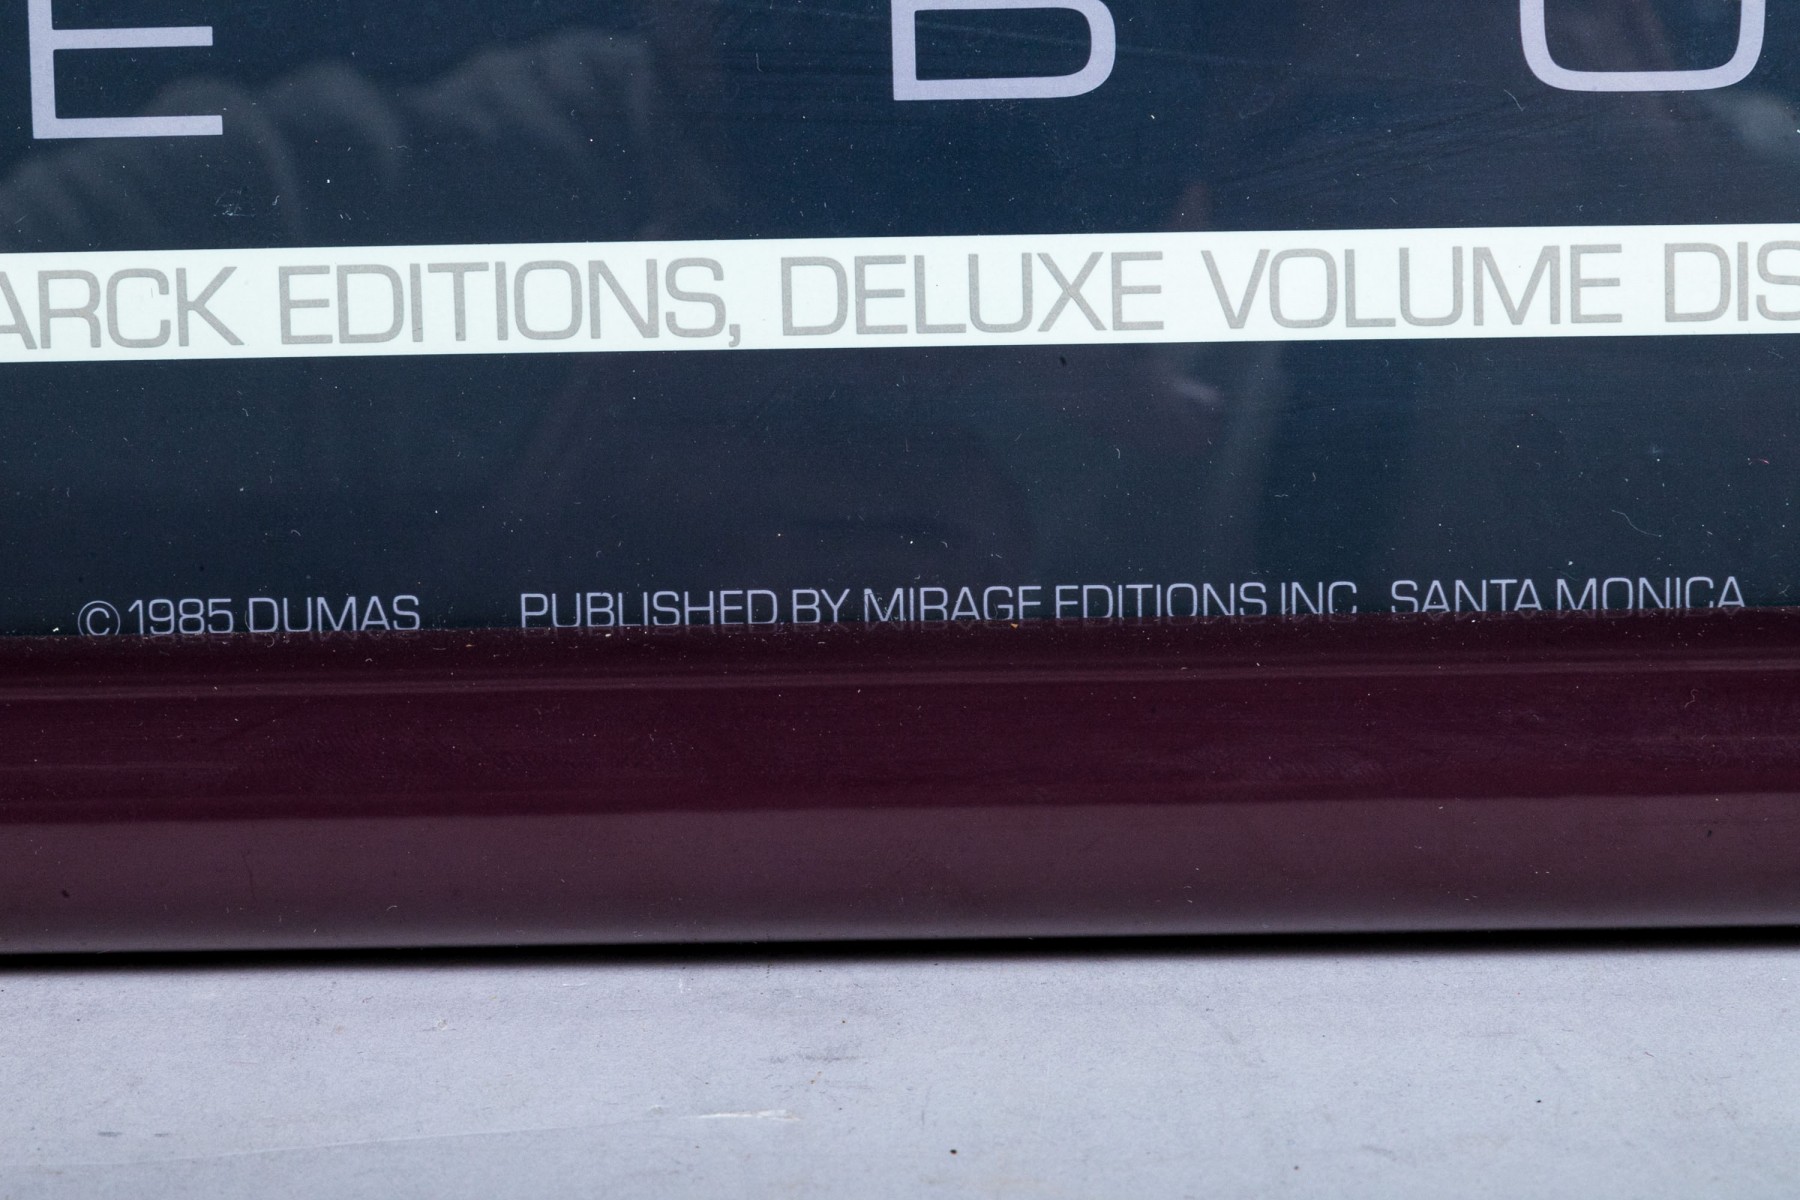 E B O
ARCK EDITIONS, DELUXE VOLUME DIS
© 1985 DUMAS PUBLISHED BY MIRAGE EDITIONS INC SANTA MONICA